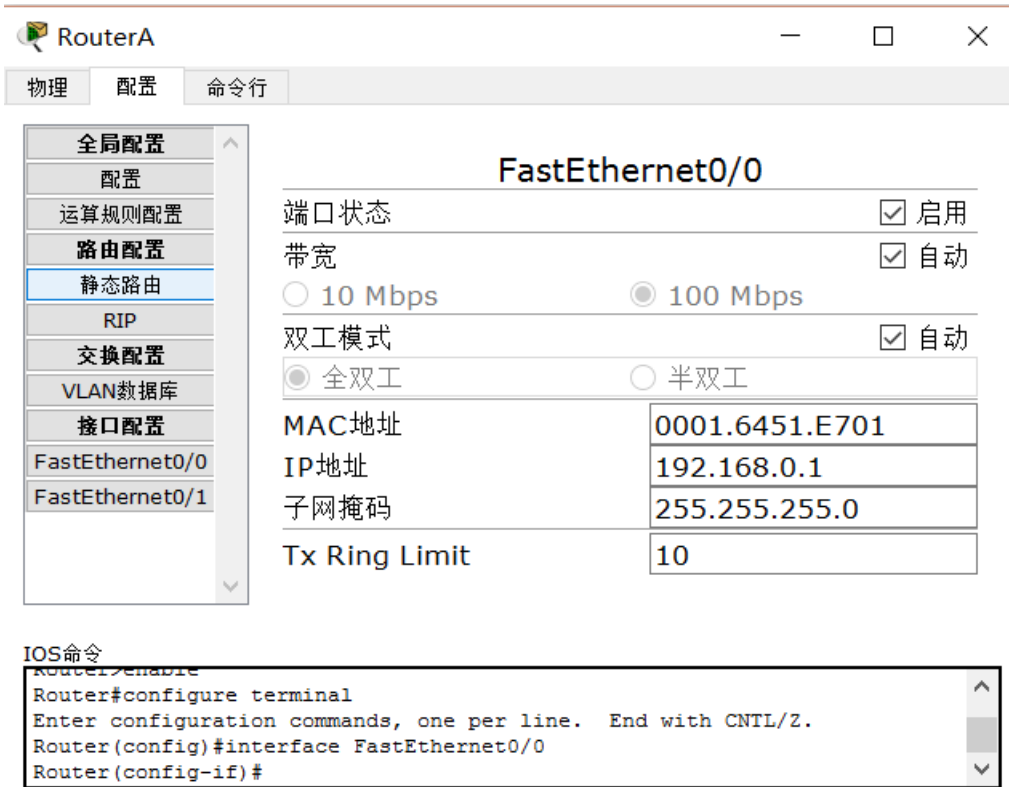 RouterA
物理 配置 命令行
全局配置
配置
运算规则配置
路由配置
静态路由
RIP
交换配置
VLAN数据库
接口配置
FastEthernet0/0
FastEthernet0/1
FastEthernet0/0
端口状态 启用
带宽 自动
10 Mbps 100 Mbps
双工模式 自动
全双工 半双工
MAC地址 0001.6451.E701
IP地址 192.168.0.1
子网掩码 255.255.255.0
Tx Ring Limit 10
IOS命令
Router>enable
Router#configure terminal
Enter configuration commands, one per line.  End with CNTL/Z.
Router(config)#interface FastEthernet0/0
Router(config-if)#